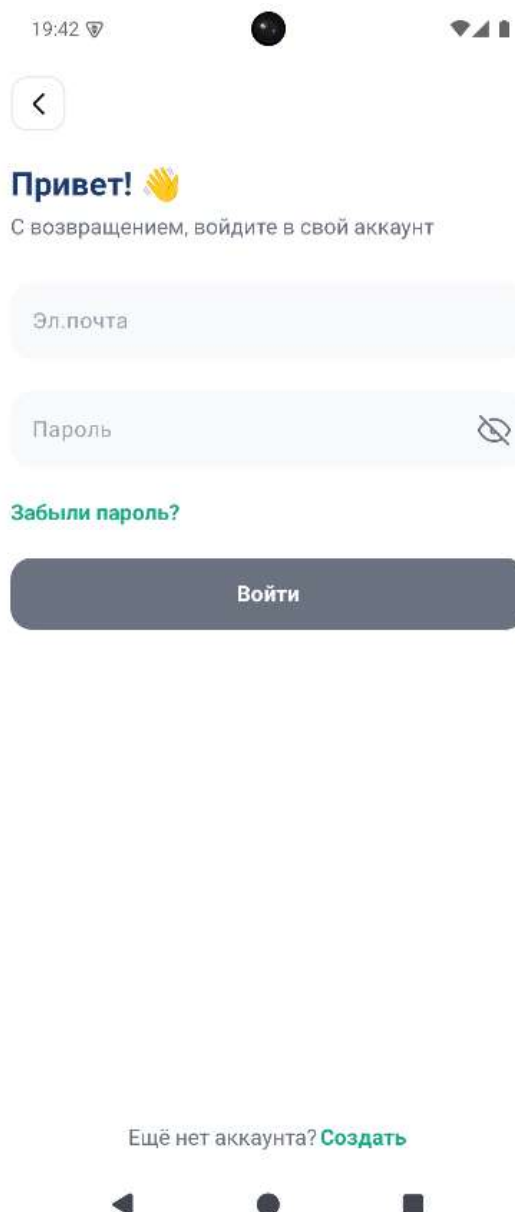 19:42
Привет! 👋
С возвращением, войдите в свой аккаунт
Эл.почта
Пароль
Забыли пароль?
Войти
Ещё нет аккаунта? Создать